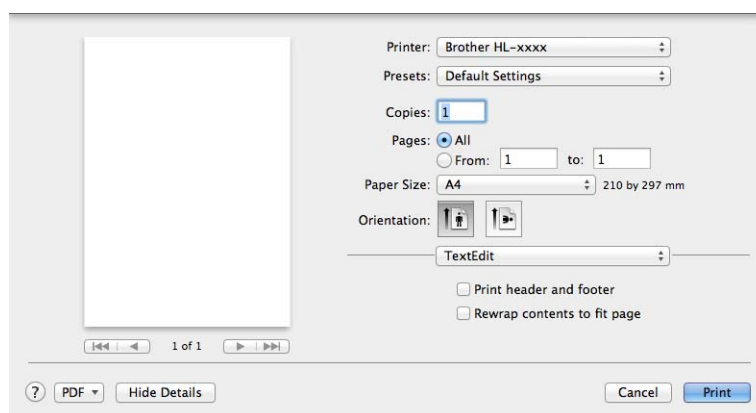 Printer: Brother HL-xxxx
Presets: Default Settings
Copies: 1
Pages: All
From: 1 to: 1
Paper Size: A4 210 by 297 mm
Orientation:
TextEdit
Print header and footer
Rewrap contents to fit page
1 of 1
? PDF Hide Details Cancel Print